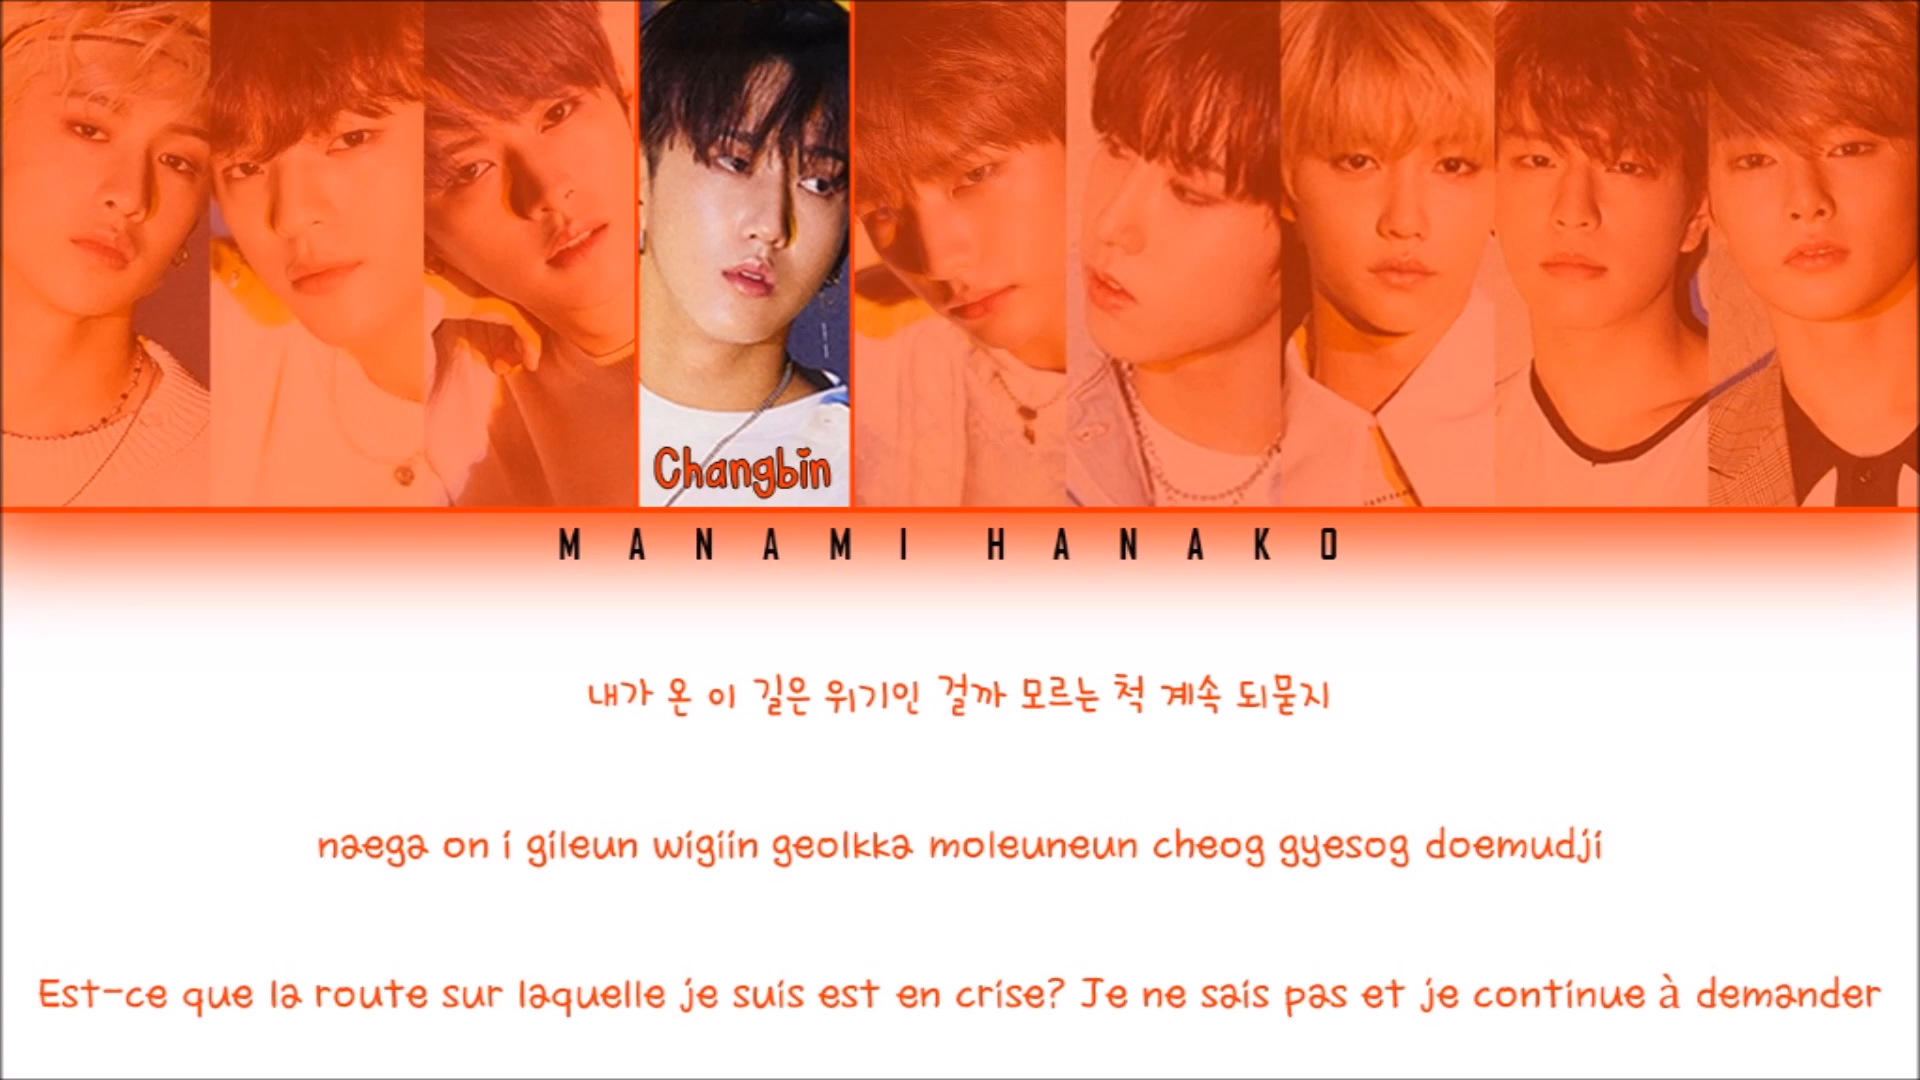 Changbin
MANAMI HANAKO
내가 온 이 길은 위기인 걸까 모르는 척 계속 되묻지
naega on i gileun wigiin geolkka moleuneun cheog gyesog doemudji
Est-ce que la route sur laquelle je suis est en crise? Je ne sais pas et je continue à demander